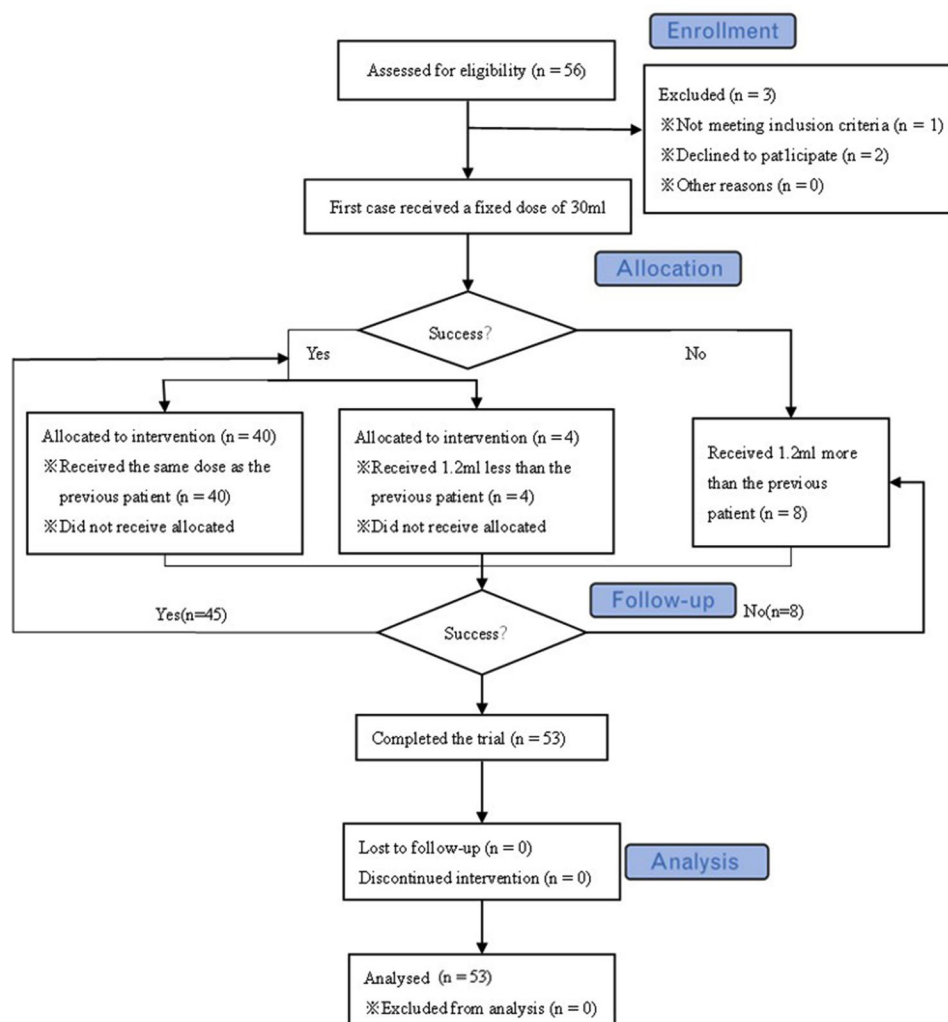 Enrollment
Assessed for eligibility (n = 56)
Excluded (n = 3)
※Not meeting inclusion criteria (n = 1)
※Declined to patlicipate (n = 2)
※Other reasons (n = 0)
First case received a fixed dose of 30ml
Allocation
Success?
Yes
No
Allocated to intervention (n = 40)
※Received the same dose as the
previous patient (n = 40)
※Did not receive allocated
Allocated to intervention (n = 4)
※Received 1.2ml less than the
previous patient (n = 4)
※Did not receive allocated
Received 1.2ml more
than the previous
patient (n = 8)
Follow-up
Yes(n=45)
Success?
No(n=8)
Completed the trial (n = 53)
Lost to follow-up (n = 0)
Discontinued intervention (n = 0)
Analysis
Analysed (n = 53)
※Excluded from analysis (n = 0)